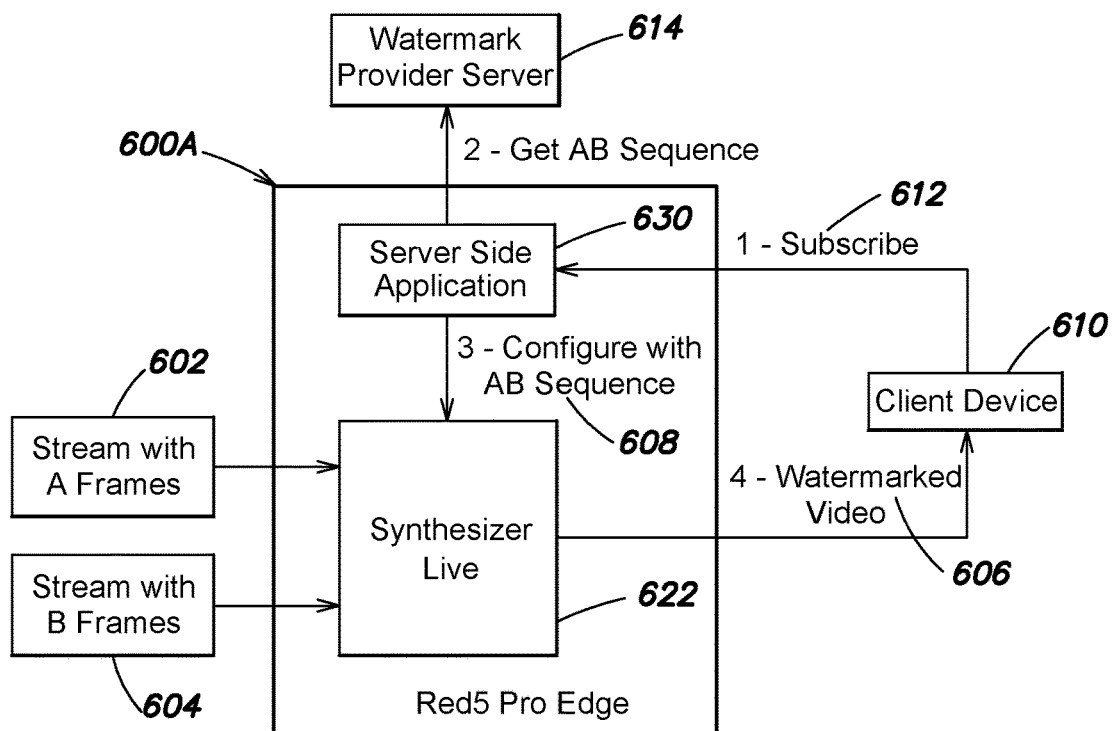 Watermark
Provider Server
614
600A
2 - Get AB Sequence
612
630
1 - Subscribe
Server Side
Application
610
3 - Configure with
AB Sequence
602
608
Client Device
Stream with
A Frames
4 - Watermarked
Video
Synthesizer
Live
606
Stream with
B Frames
622
604
Red5 Pro Edge